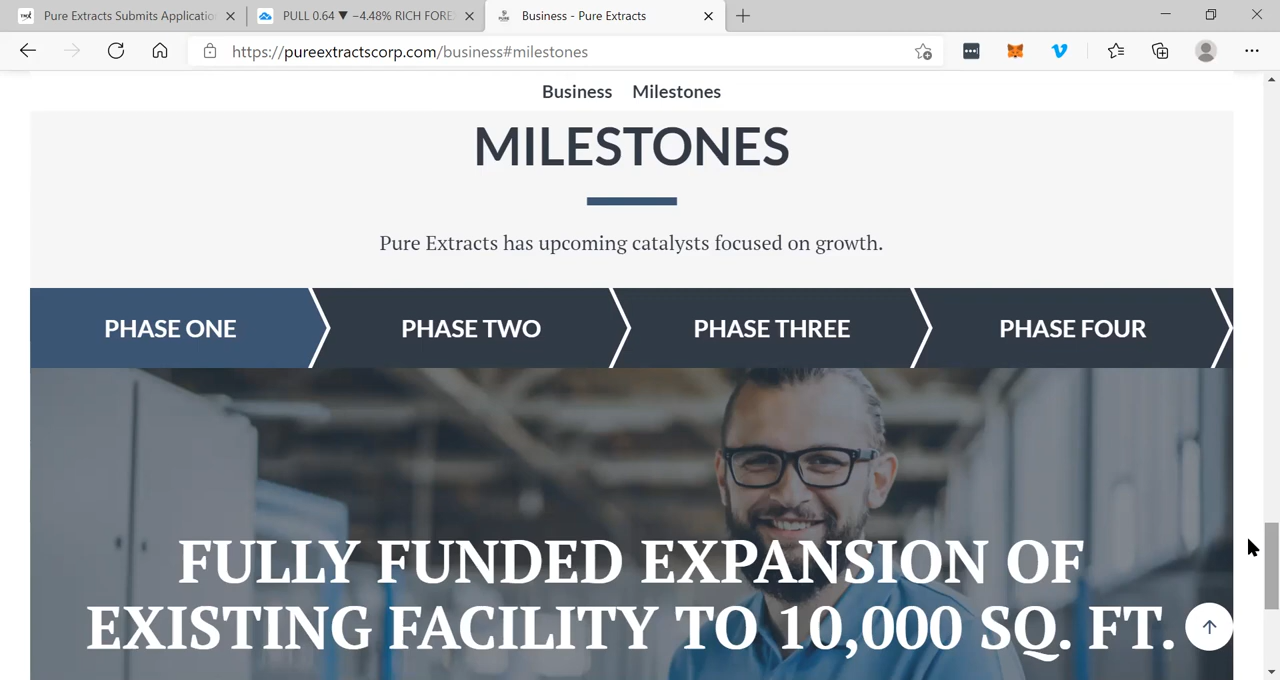 Pure Extracts Submits Applicatio
PULL 0.64 ▼ −4.48% RICH FORE
Business - Pure Extracts
https://pureextractscorp.com/business#milestones
Business Milestones
MILESTONES
Pure Extracts has upcoming catalysts focused on growth.
PHASE ONE PHASE TWO PHASE THREE PHASE FOUR
FULLY FUNDED EXPANSION OF
EXISTING FACILITY TO 10,000 SQ. FT.